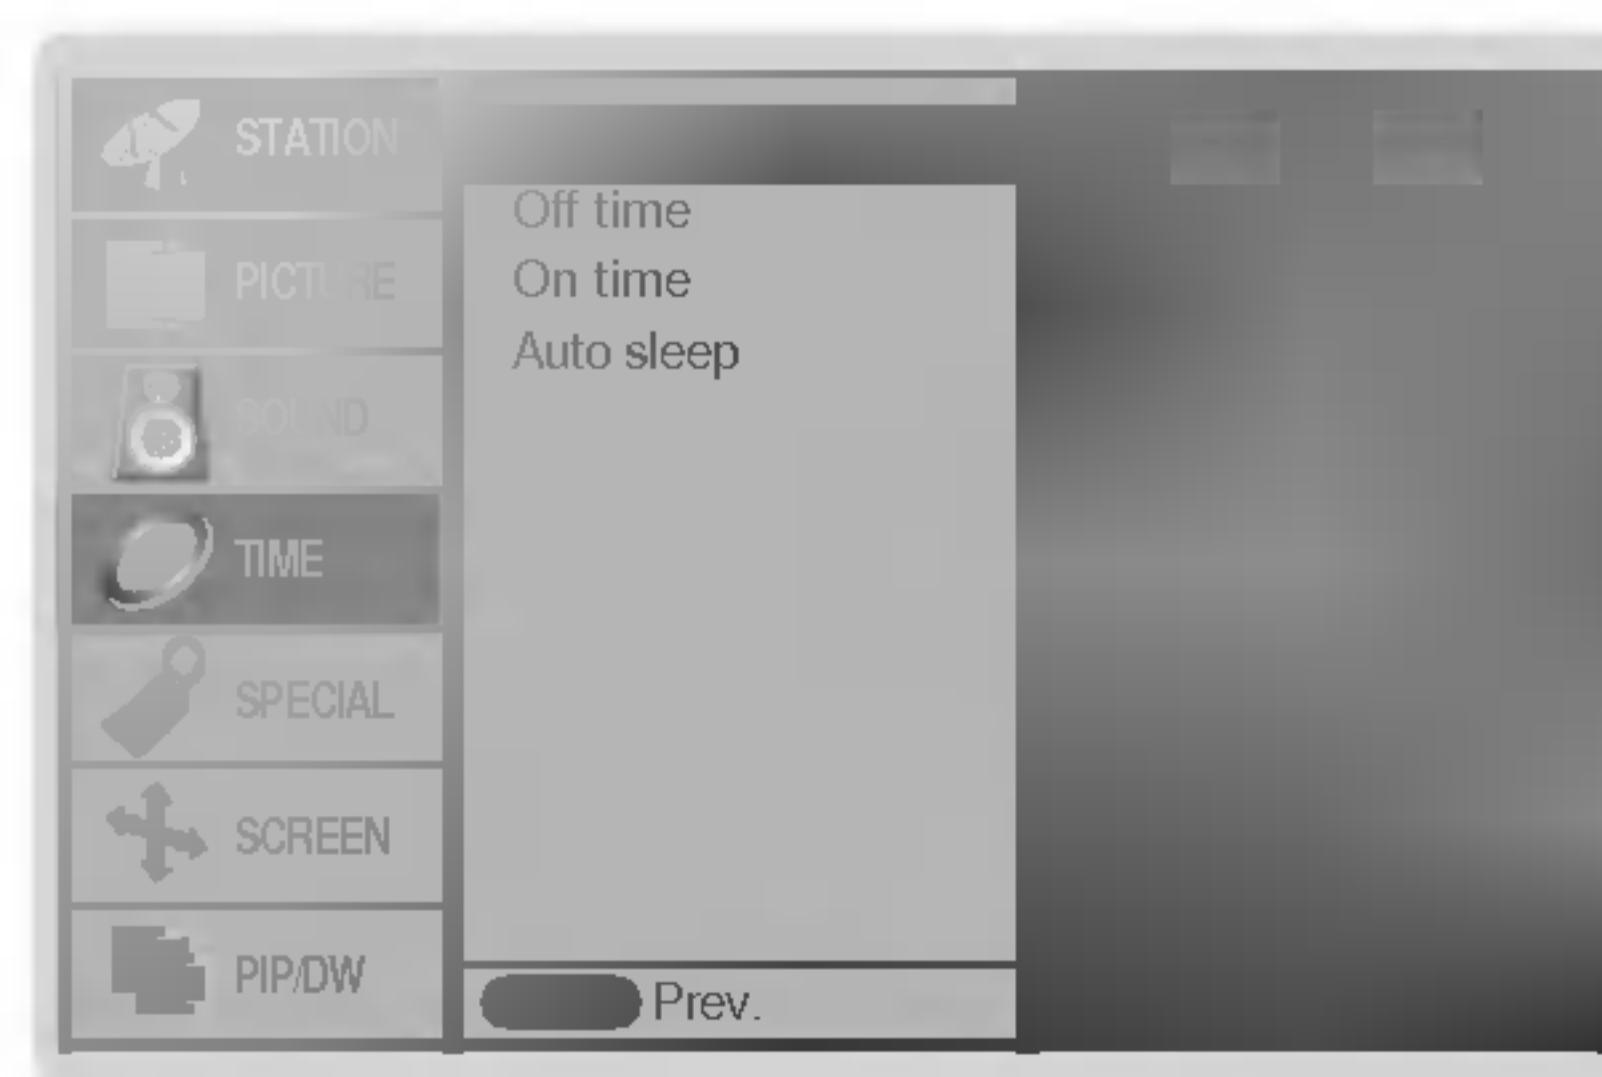 STATION
PICTURE
SOUND
TIME
SPECIAL
SCREEN
PIP/DW
Off time
On time
Auto sleep
Prev.